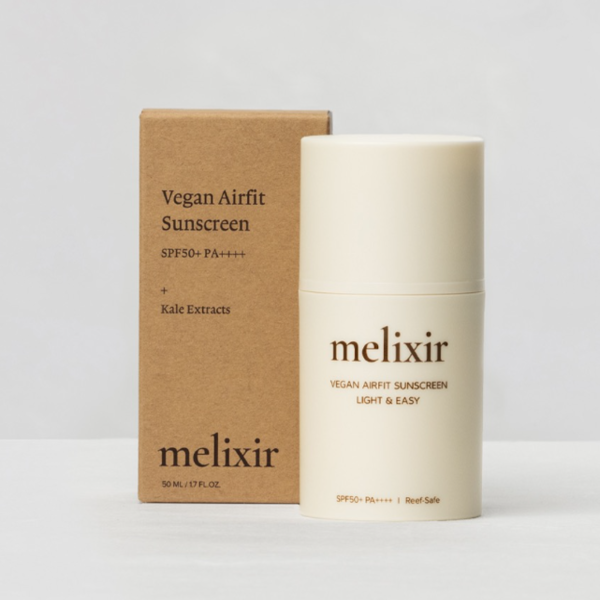 Vegan Airfit
Sunscreen
SPF50+ PA++++
+
Kale Extracts
melixir
50 ML / 1.7 FL.OZ.
melixir
VEGAN AIRFIT SUNSCREEN
LIGHT & EASY
SPF50+ PA++++ | Reef-Safe